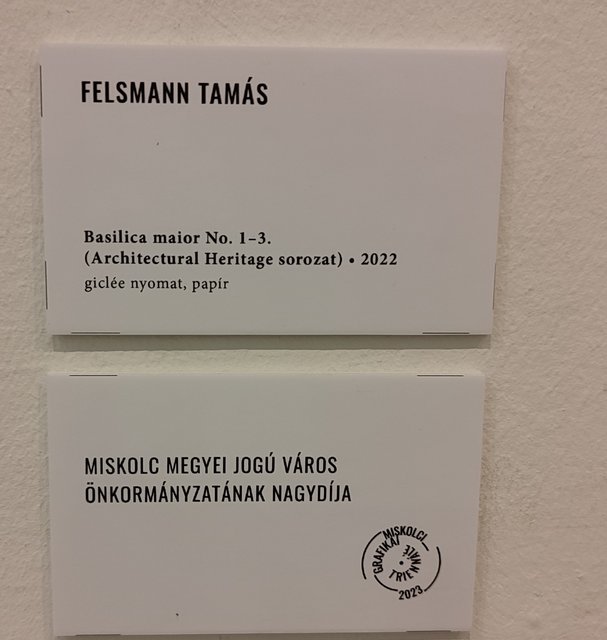 FELSMANN TAMÁS
Basilica maior No. 1–3.
(Architectural Heritage sorozat) • 2022
giclée nyomat, papír
MISKOLC MEGYEI JOGÚ VÁROS
ÖNKORMÁNYZATÁNAK NAGYDÍJA
MISKOLCI
GRAFIKAI
TRIENNÁLÉ
2023